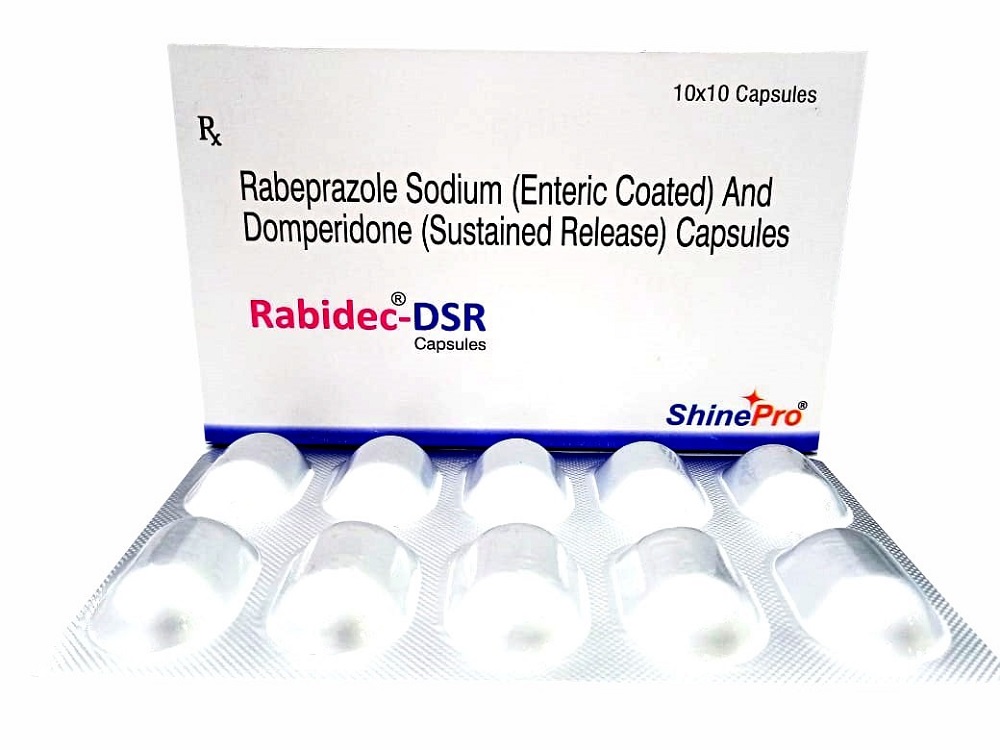 10x10 Capsules
Rx
Rabeprazole Sodium (Enteric Coated) And
Domperidone (Sustained Release) Capsules
Rabidec®-DSR
Capsules
ShinePro®